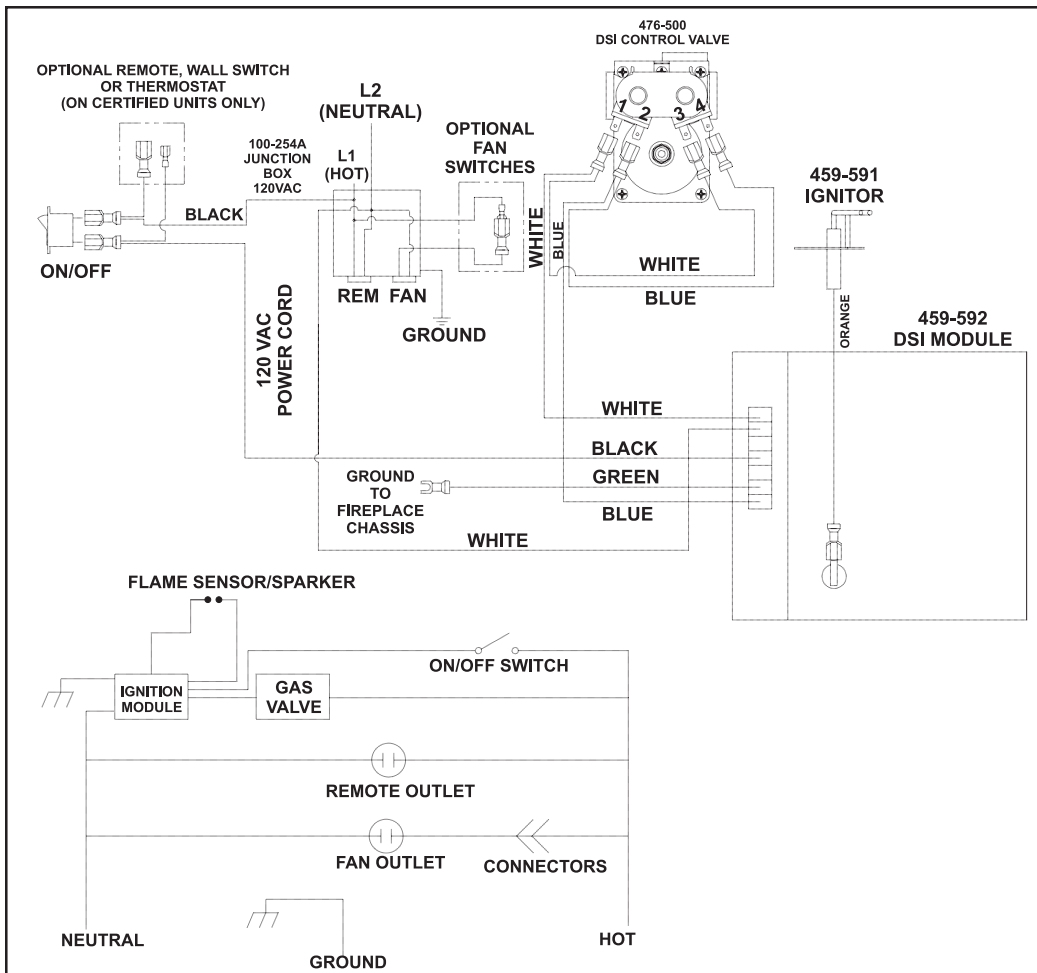 476-500
DSI CONTROL VALVE
OPTIONAL REMOTE, WALL SWITCH
OR THERMOSTAT
(ON CERTIFIED UNITS ONLY)
L2
(NEUTRAL)
100-254A
JUNCTION
BOX
120VAC
L1
(HOT)
OPTIONAL
FAN
SWITCHES
1
2
3
4
459-591
IGNITOR
BLACK
ON/OFF
WHITE
BLUE
WHITE
BLUE
REM
FAN
GROUND
120 VAC
POWER CORD
ORANGE
459-592
DSI MODULE
WHITE
BLACK
GREEN
GROUND
TO
FIREPLACE
CHASSIS
BLUE
WHITE
FLAME SENSOR/SPARKER
ON/OFF SWITCH
IGNITION
MODULE
GAS
VALVE
REMOTE OUTLET
FAN OUTLET
CONNECTORS
NEUTRAL
GROUND
HOT